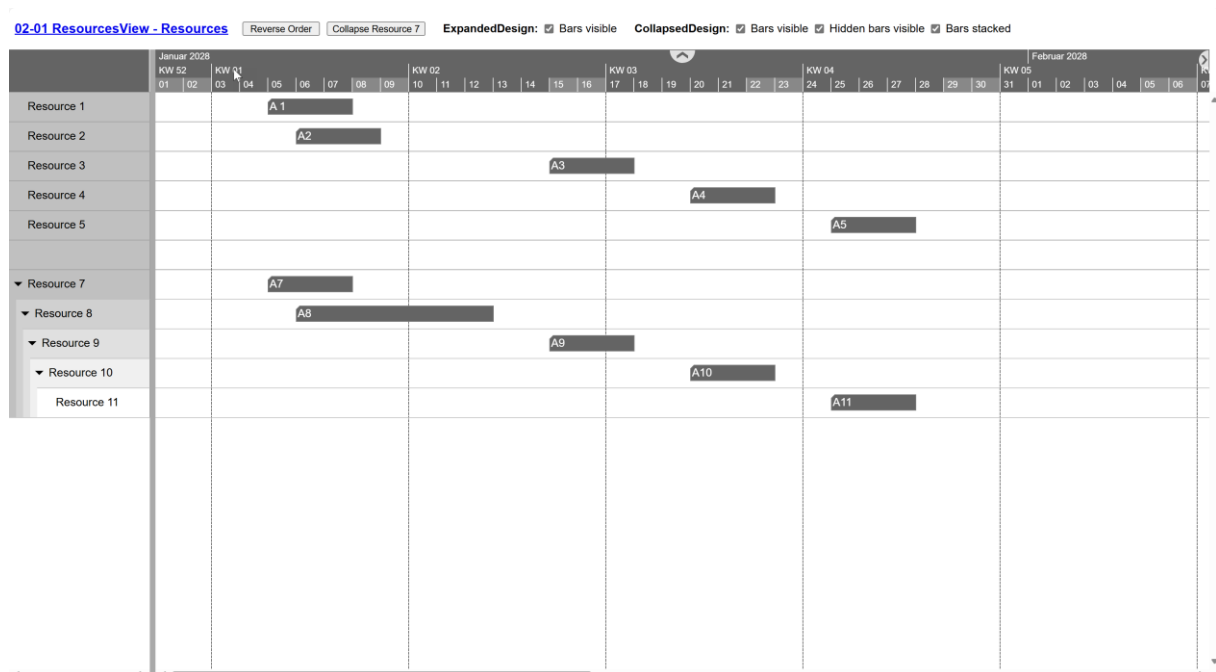 02-01 ResourcesView - Resources Reverse Order Collapse Resource 7 ExpandedDesign: Bars visible CollapsedDesign: Bars visible Hidden bars visible Bars stacked
Januar 2028 Februar 2028
KW 52 KW 01 KW 02 KW 03 KW 04 KW 05
01 02 03 04 05 06 07 08 09 10 11 12 13 14 15 16 17 18 19 20 21 22 23 24 25 26 27 28 29 30 31 01 02 03 04 05 06 07
Resource 1 A 1
Resource 2 A2
Resource 3 A3
Resource 4 A4
Resource 5 A5
Resource 7 A7
Resource 8 A8
Resource 9 A9
Resource 10 A10
Resource 11 A11